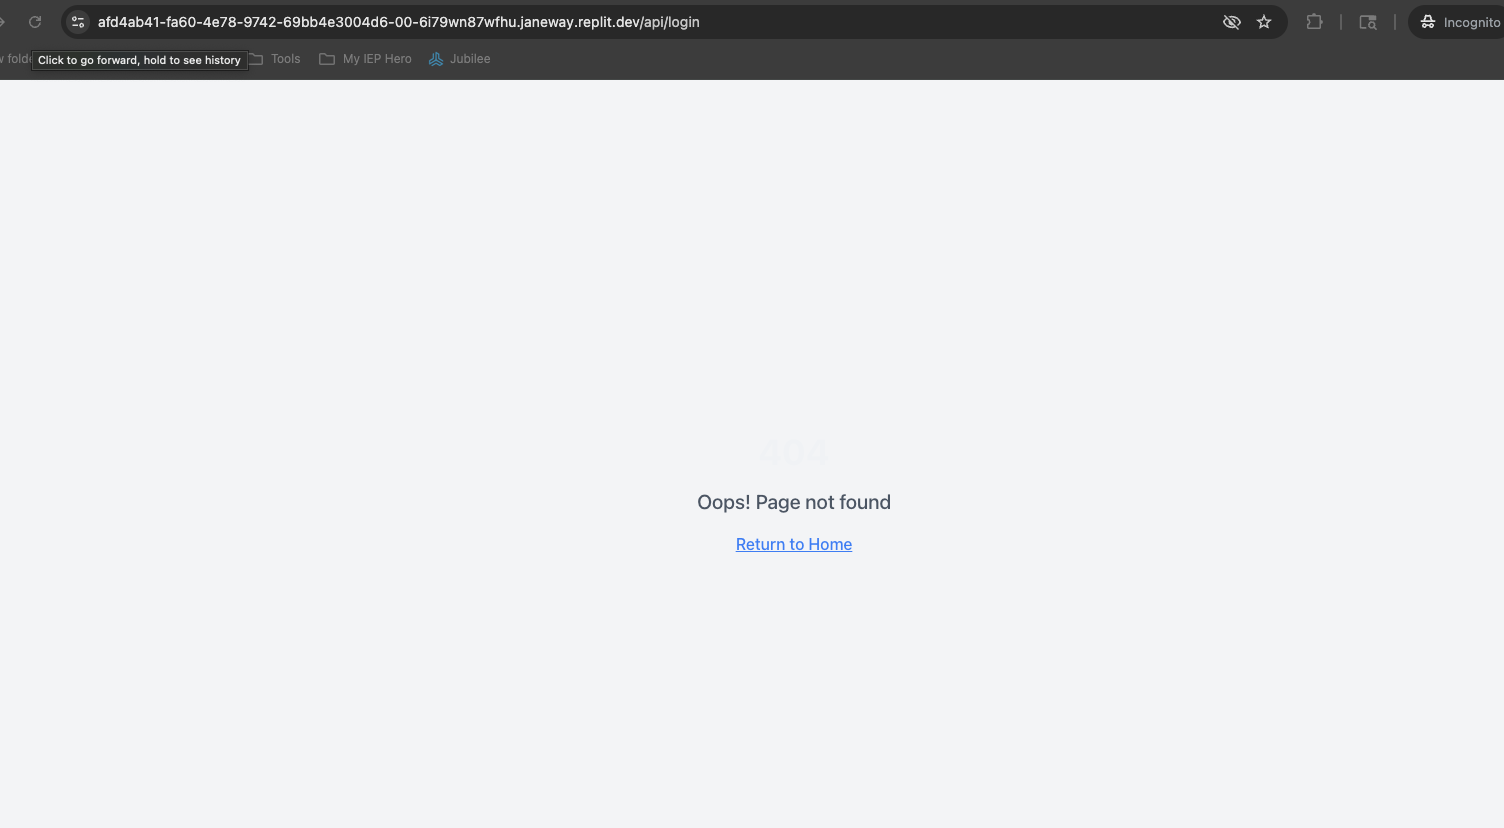 afd4ab41-fa60-4e78-9742-69bb4e3004d6-00-6i79wn87wfhu.janeway.replit.dev/api/login
Incognito
Click to go forward, hold to see history
Tools
My IEP Hero
Jubilee
404
Oops! Page not found
Return to Home